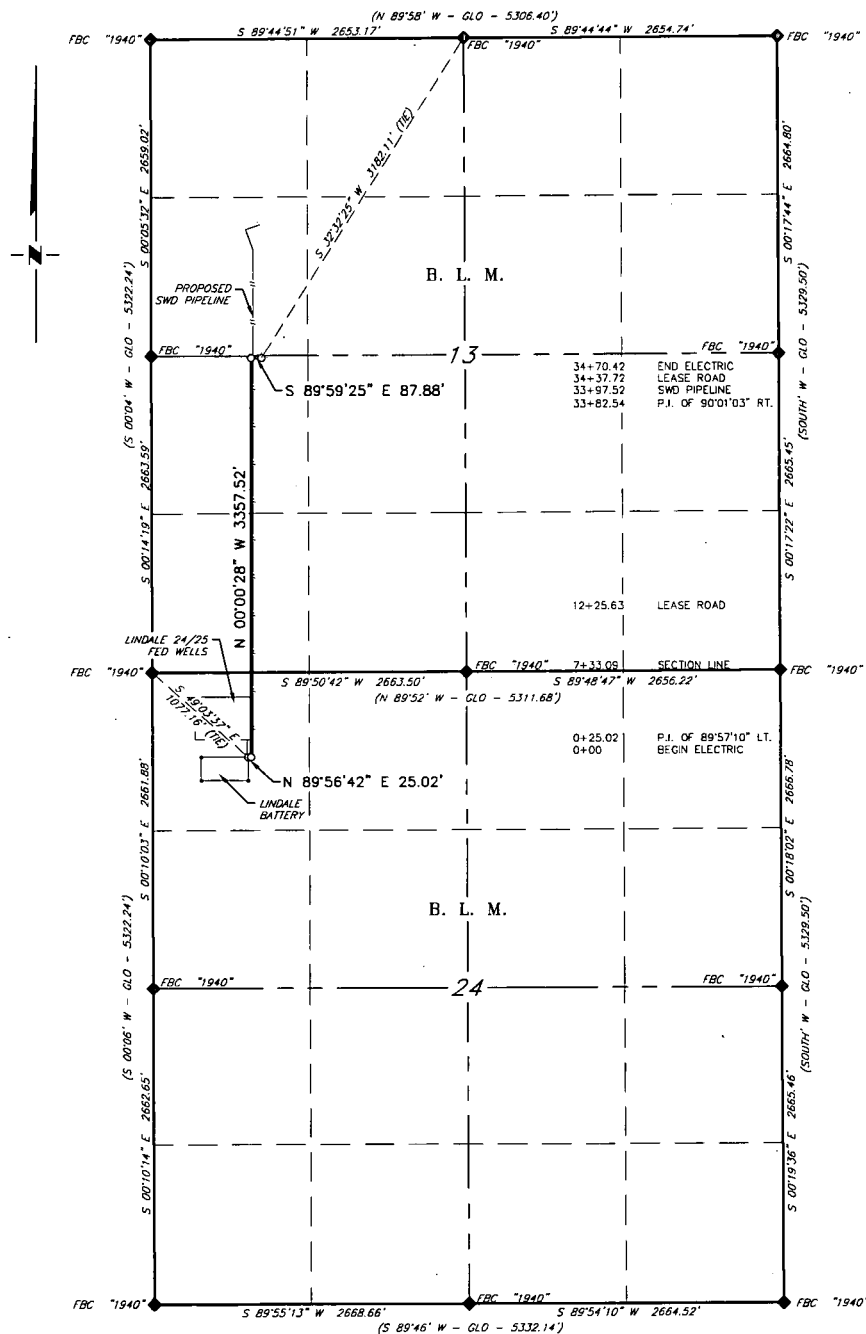 (N 89°58' W - GLO - 5306.40')
S 89°44'51" W 2653.17'
S 89°44'44" W 2654.74'
FBC "1940"
FBC "1940"
FBC "1940"
S 00°05'32" E 2659.02'
S 32°32'25" W 3182.11' (TIE)
S 00°17'44" E 2664.80'
N
B. L. M.
PROPOSED
SWD PIPELINE
(S 00°04' W - GLO - 5322.24')
(SOUTH' W - GLO - 5329.50')
FBC "1940"
13
FBC "1940"
S 89°59'25" E 87.88'
34+70.42 END ELECTRIC
34+37.72 LEASE ROAD
33+97.52 SWD PIPELINE
33+82.54 P.I. OF 90°01'03" RT.
S 00°14'19" E 2663.59'
N 00°00'28" W 3357.52'
S 00°17'22" E 2665.45'
12+25.63 LEASE ROAD
LINDALE 24/25
FED WELLS
FBC "1940"
FBC "1940"
7+33.09 SECTION LINE
FBC "1940"
S 89°50'42" W 2663.50'
S 89°48'47" W 2656.22'
(N 89°52' W - GLO - 5311.68')
S 49°03'37" E
1077.16' (TIE)
0+25.02 P.I. OF 89°57'10" LT.
0+00 BEGIN ELECTRIC
N 89°56'42" E 25.02'
LINDALE
BATTERY
S 00°10'03" E 2661.88'
S 00°18'02" E 2666.78'
B. L. M.
(S 00°06' W - GLO - 5322.24')
(SOUTH' W - GLO - 5329.50')
FBC "1940"
24
FBC "1940"
S 00°10'14" E 2662.65'
S 00°19'36" E 2665.46'
FBC "1940"
FBC "1940"
FBC "1940"
S 89°55'13" W 2668.66'
S 89°54'10" W 2664.52'
(S 89°46' W - GLO - 5332.14')